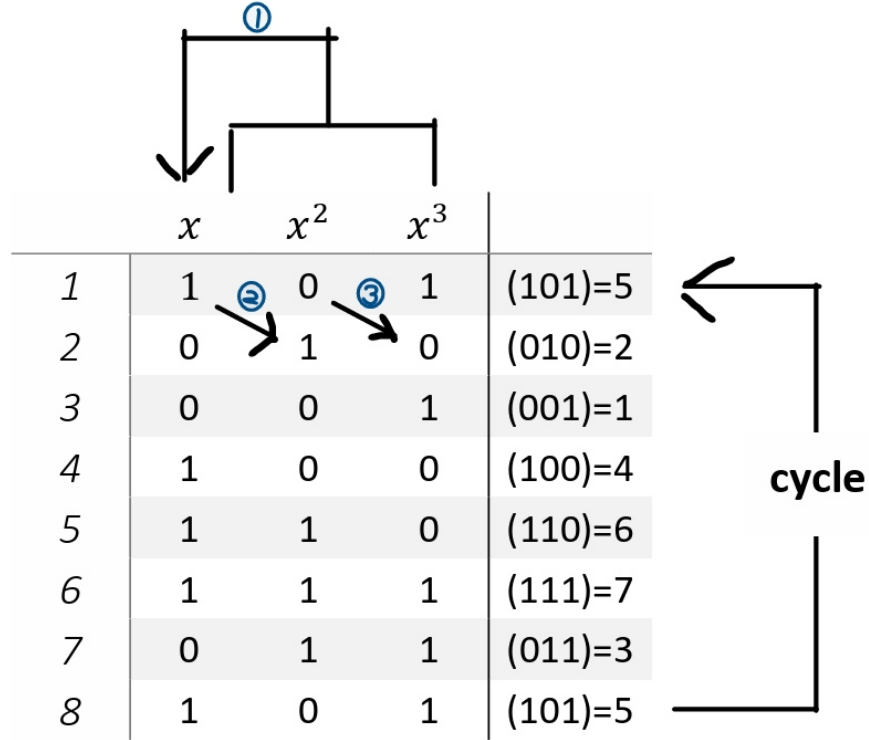 ①
x x² x³
1 1 ② 0 ③ 1 (101)=5
2 0 1 0 (010)=2
3 0 0 1 (001)=1
4 1 0 0 (100)=4
cycle
5 1 1 0 (110)=6
6 1 1 1 (111)=7
7 0 1 1 (011)=3
8 1 0 1 (101)=5